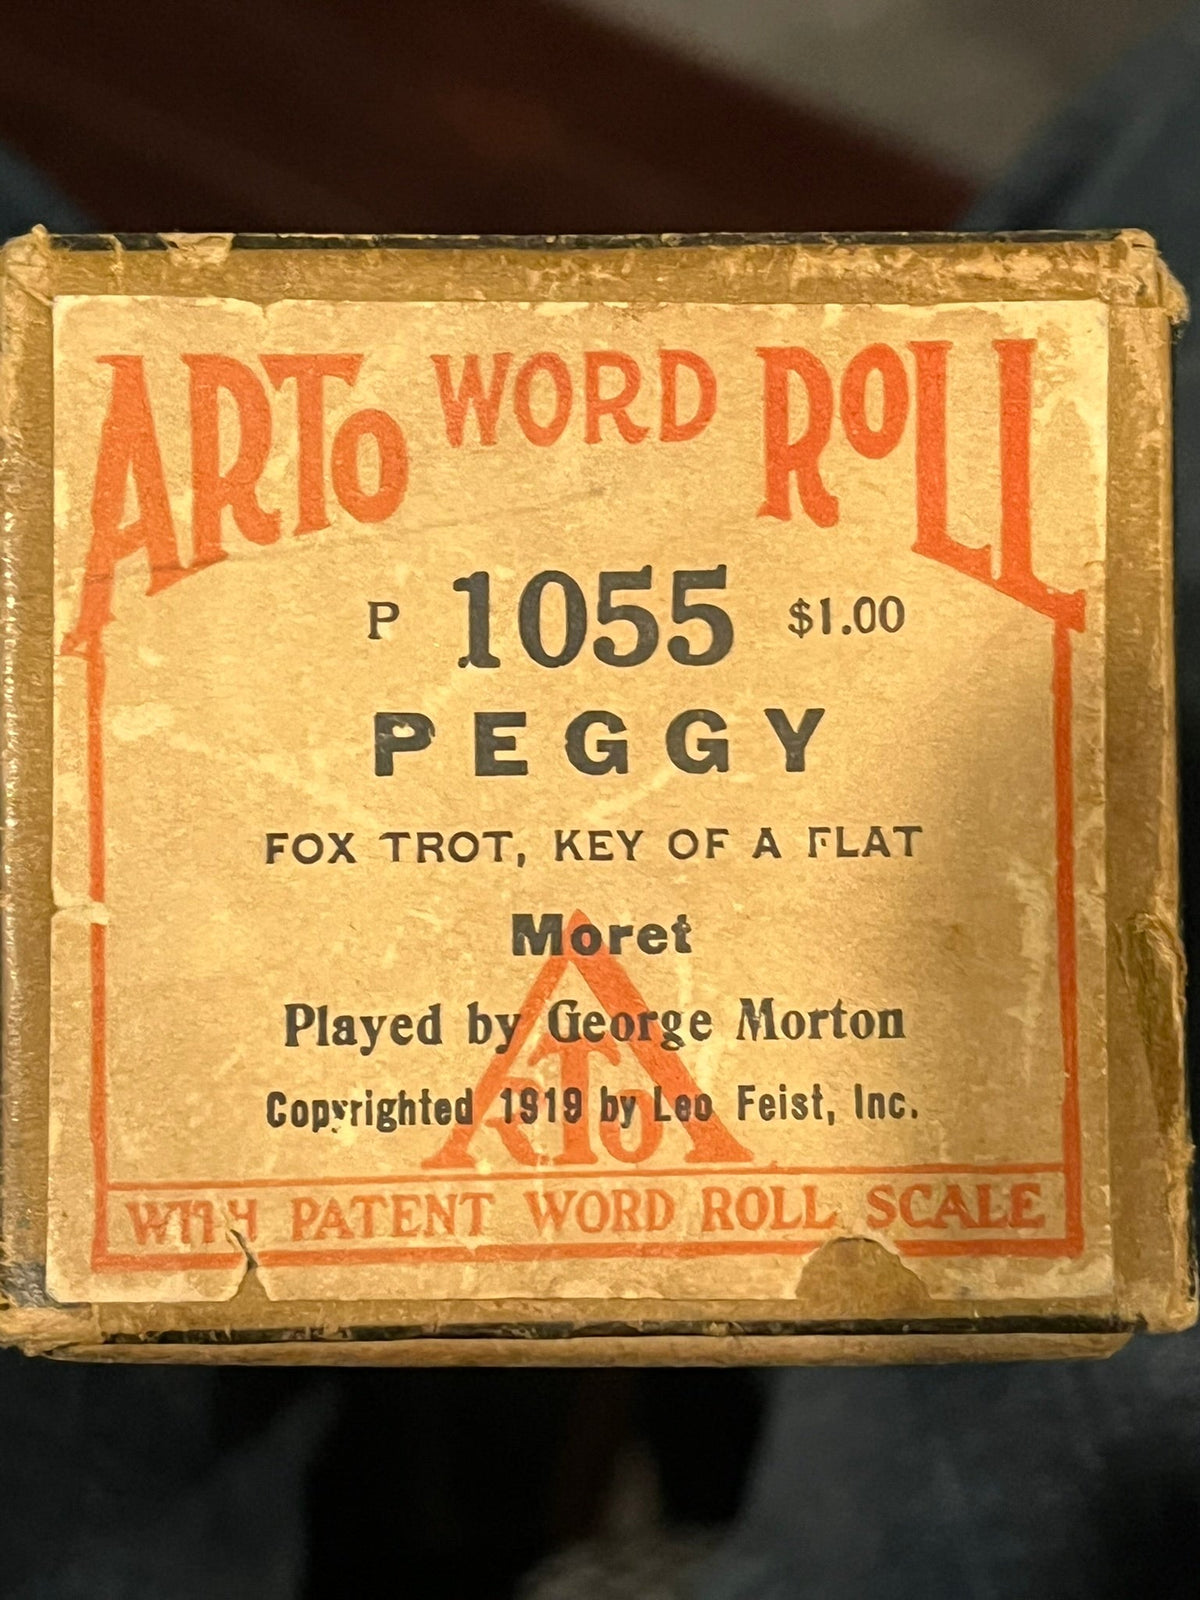 ARTo WORD RoLL
P 1055 $1.00
PEGGY
FOX TROT, KEY OF A FLAT
Moret
Played by George Morton
Copyrighted 1919 by Leo Feist, Inc.
ARTo
WITH PATENT WORD ROLL SCALE